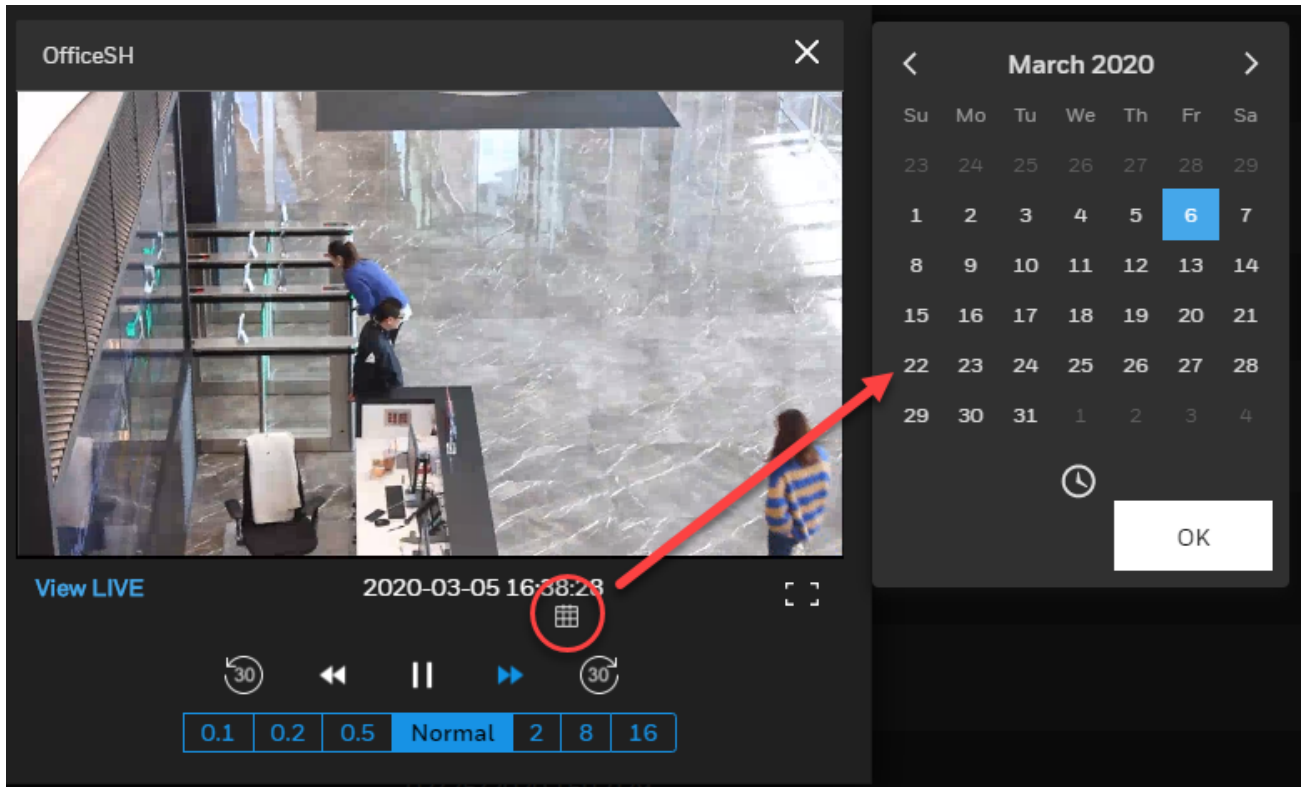 OfficeSH
View LIVE
2020-03-05 16:38:28
30
30
0.1 0.2 0.5 Normal 2 8 16
March 2020
Su Mo Tu We Th Fr Sa
23 24 25 26 27 28 29
1 2 3 4 5 6 7
8 9 10 11 12 13 14
15 16 17 18 19 20 21
22 23 24 25 26 27 28
29 30 31 1 2 3 4
OK